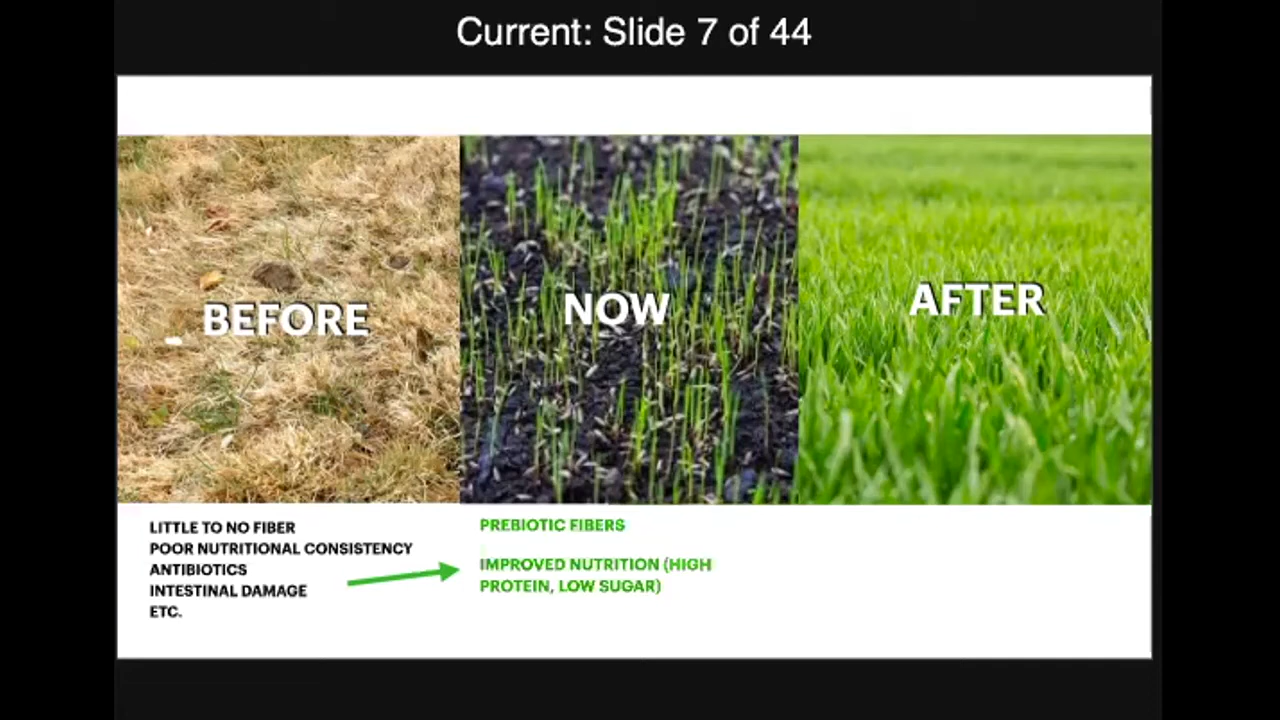 Current: Slide 7 of 44
BEFORE
NOW
AFTER
LITTLE TO NO FIBER
POOR NUTRITIONAL CONSISTENCY
ANTIBIOTICS
INTESTINAL DAMAGE
ETC.
PREBIOTIC FIBERS
IMPROVED NUTRITION (HIGH
PROTEIN, LOW SUGAR)